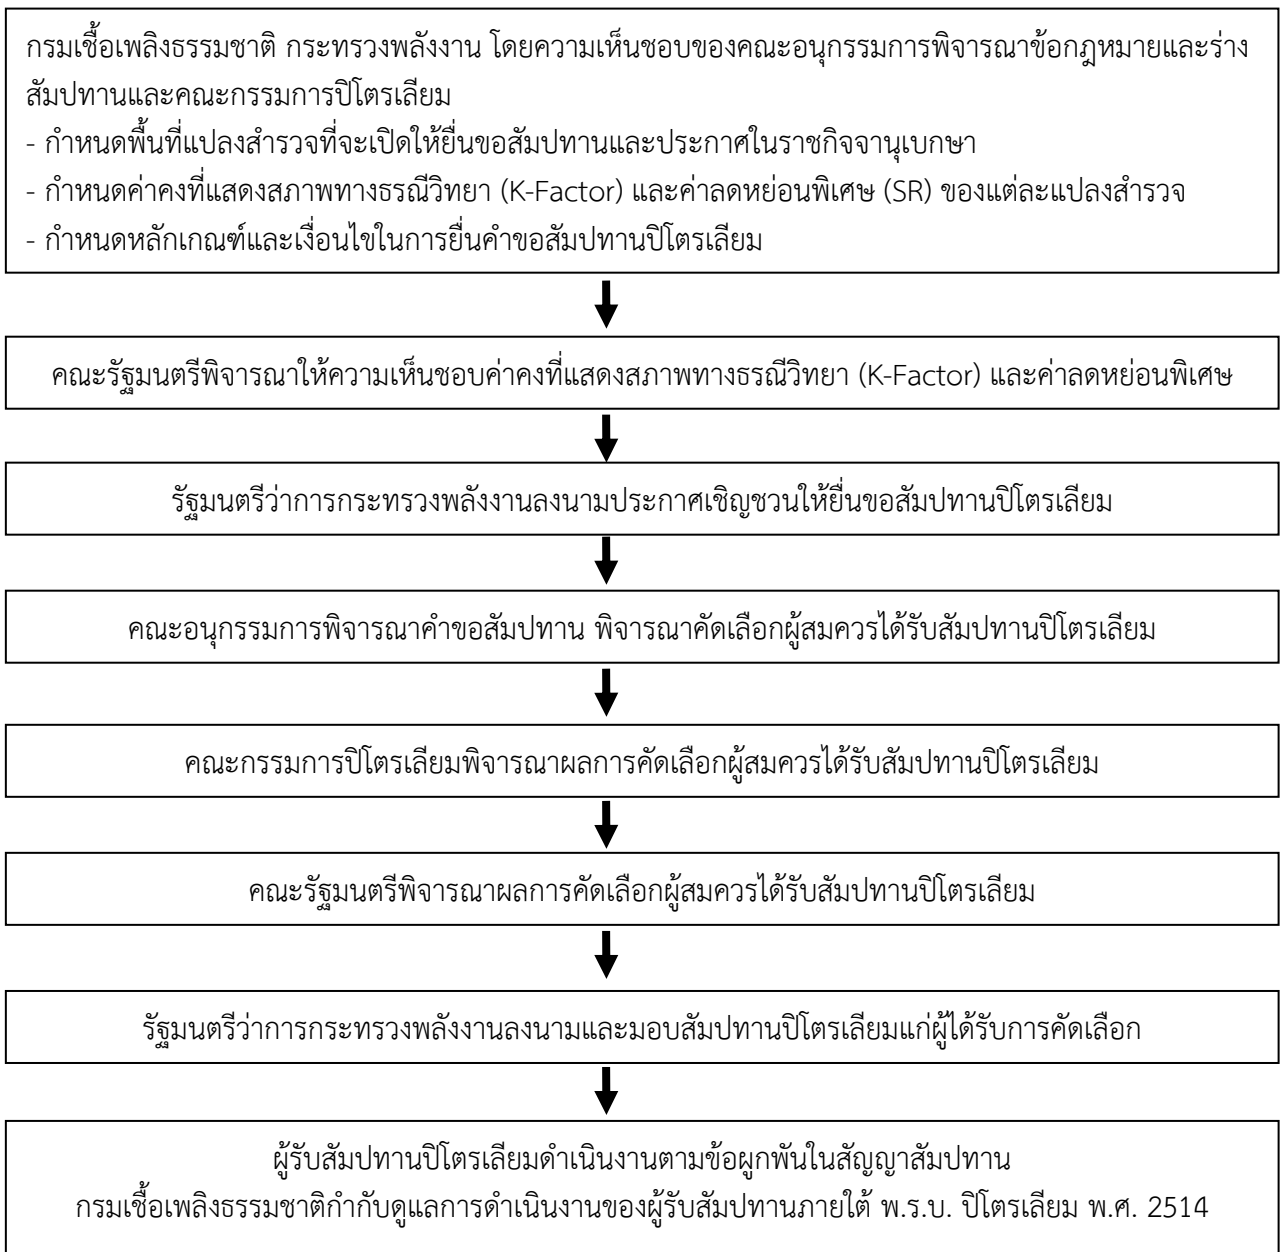 กรมเชื้อเพลิงธรรมชาติ กระทรวงพลังงาน โดยความเห็นชอบของคณะอนุกรรมการพิจารณาข้อกฎหมายและร่าง
สัมปทานและคณะกรรมการปิโตรเลียม
- กำหนดพื้นที่แปลงสำรวจที่จะเปิดให้ยื่นขอสัมปทานและประกาศในราชกิจจานุเบกษา
- กำหนดค่าคงที่แสดงสภาพทางธรณีวิทยา (K-Factor) และค่าลดหย่อนพิเศษ (SR) ของแต่ละแปลงสำรวจ
- กำหนดหลักเกณฑ์และเงื่อนไขในการยื่นคำขอสัมปทานปิโตรเลียม
คณะรัฐมนตรีพิจารณาให้ความเห็นชอบค่าคงที่แสดงสภาพทางธรณีวิทยา (K-Factor) และค่าลดหย่อนพิเศษ
รัฐมนตรีว่าการกระทรวงพลังงานลงนามประกาศเชิญชวนให้ยื่นขอสัมปทานปิโตรเลียม
คณะอนุกรรมการพิจารณาคำขอสัมปทาน พิจารณาคัดเลือกผู้สมควรได้รับสัมปทานปิโตรเลียม
คณะกรรมการปิโตรเลียมพิจารณาผลการคัดเลือกผู้สมควรได้รับสัมปทานปิโตรเลียม
คณะรัฐมนตรีพิจารณาผลการคัดเลือกผู้สมควรได้รับสัมปทานปิโตรเลียม
รัฐมนตรีว่าการกระทรวงพลังงานลงนามและมอบสัมปทานปิโตรเลียมแก่ผู้ได้รับการคัดเลือก
ผู้รับสัมปทานปิโตรเลียมดำเนินงานตามข้อผูกพันในสัญญาสัมปทาน
กรมเชื้อเพลิงธรรมชาติกำกับดูแลการดำเนินงานของผู้รับสัมปทานภายใต้ พ.ร.บ. ปิโตรเลียม พ.ศ. 2514